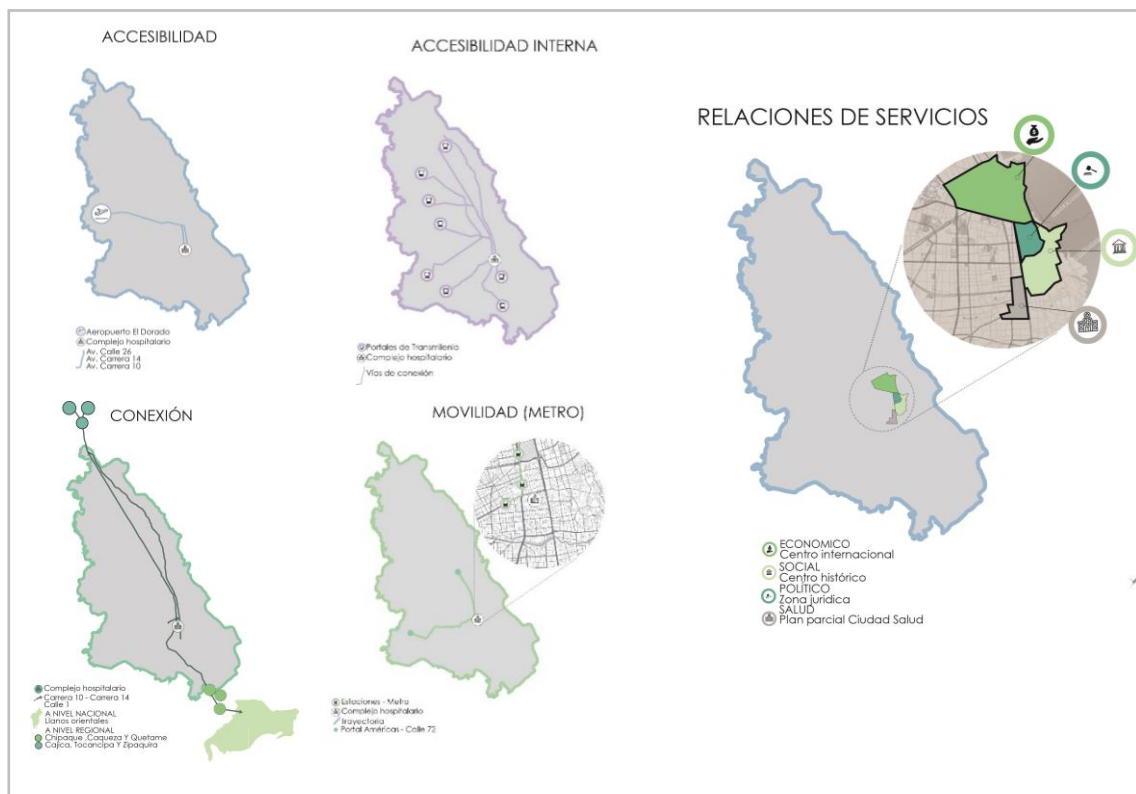 ACCESIBILIDAD
Aeropuerto El Dorado
Complejo hospitalario
Av. Calle 26
Av. Carrera 14
Av. Carrera 10
ACCESIBILIDAD INTERNA
Portales de Transmilenio
Complejo hospitalario
Vías de conexión
RELACIONES DE SERVICIOS
ECONOMICO
Centro internacional
SOCIAL
Centro histórico
POLÍTICO
Zona juridica
SALUD
Plan parcial Ciudad Salud
CONEXIÓN
Complejo hospitalario
Carrera 10 - Carrera 14
Calle 1
A NIVEL NACIONAL
Llanos orientales
A NIVEL REGIONAL
Chipaque ,Caqueza Y Quetame
Cajica, Tocancipa Y Zipaquira
MOVILIDAD (METRO)
Estaciones - Metro
Complejo hospitalario
Trayectoria
Portal Américas - Calle 72